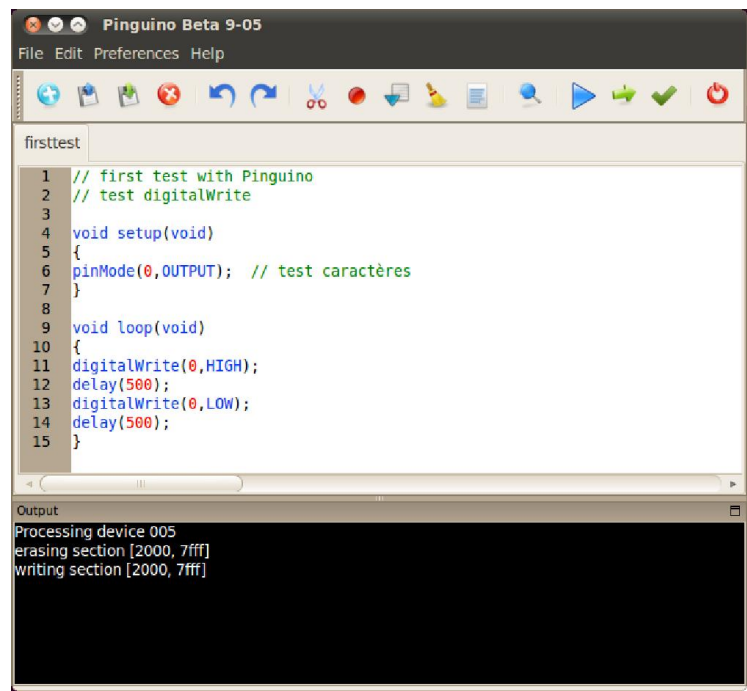 Pinguino Beta 9-05
File Edit Preferences Help
firsttest
1 // first test with Pinguino
2 // test digitalWrite
3
4 void setup(void)
5 {
6 pinMode(0,OUTPUT);  // test caractères
7 }
8
9 void loop(void)
10 {
11 digitalWrite(0,HIGH);
12 delay(500);
13 digitalWrite(0,LOW);
14 delay(500);
15 }
Output
Processing device 005
erasing section [2000, 7fff]
writing section [2000, 7fff]